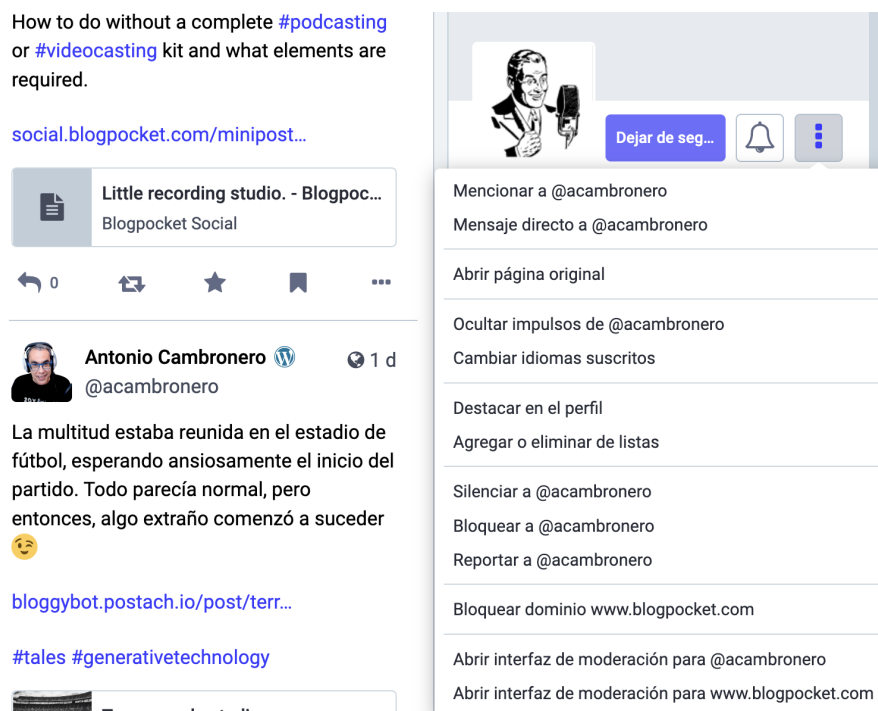 How to do without a complete #podcasting
or #videocasting kit and what elements are
required.
social.blogpocket.com/minipost...
Little recording studio. - Blogpoc...
Blogpocket Social
0
Antonio Cambronero
1 d
@acambronero
La multitud estaba reunida en el estadio de
fútbol, esperando ansiosamente el inicio del
partido. Todo parecía normal, pero
entonces, algo extraño comenzó a suceder
bloggybot.postach.io/post/terr...
#tales #generativetechnology
Dejar de seg...
Mencionar a @acambronero
Mensaje directo a @acambronero
Abrir página original
Ocultar impulsos de @acambronero
Cambiar idiomas suscritos
Destacar en el perfil
Agregar o eliminar de listas
Silenciar a @acambronero
Bloquear a @acambronero
Reportar a @acambronero
Bloquear dominio www.blogpocket.com
Abrir interfaz de moderación para @acambronero
Abrir interfaz de moderación para www.blogpocket.com